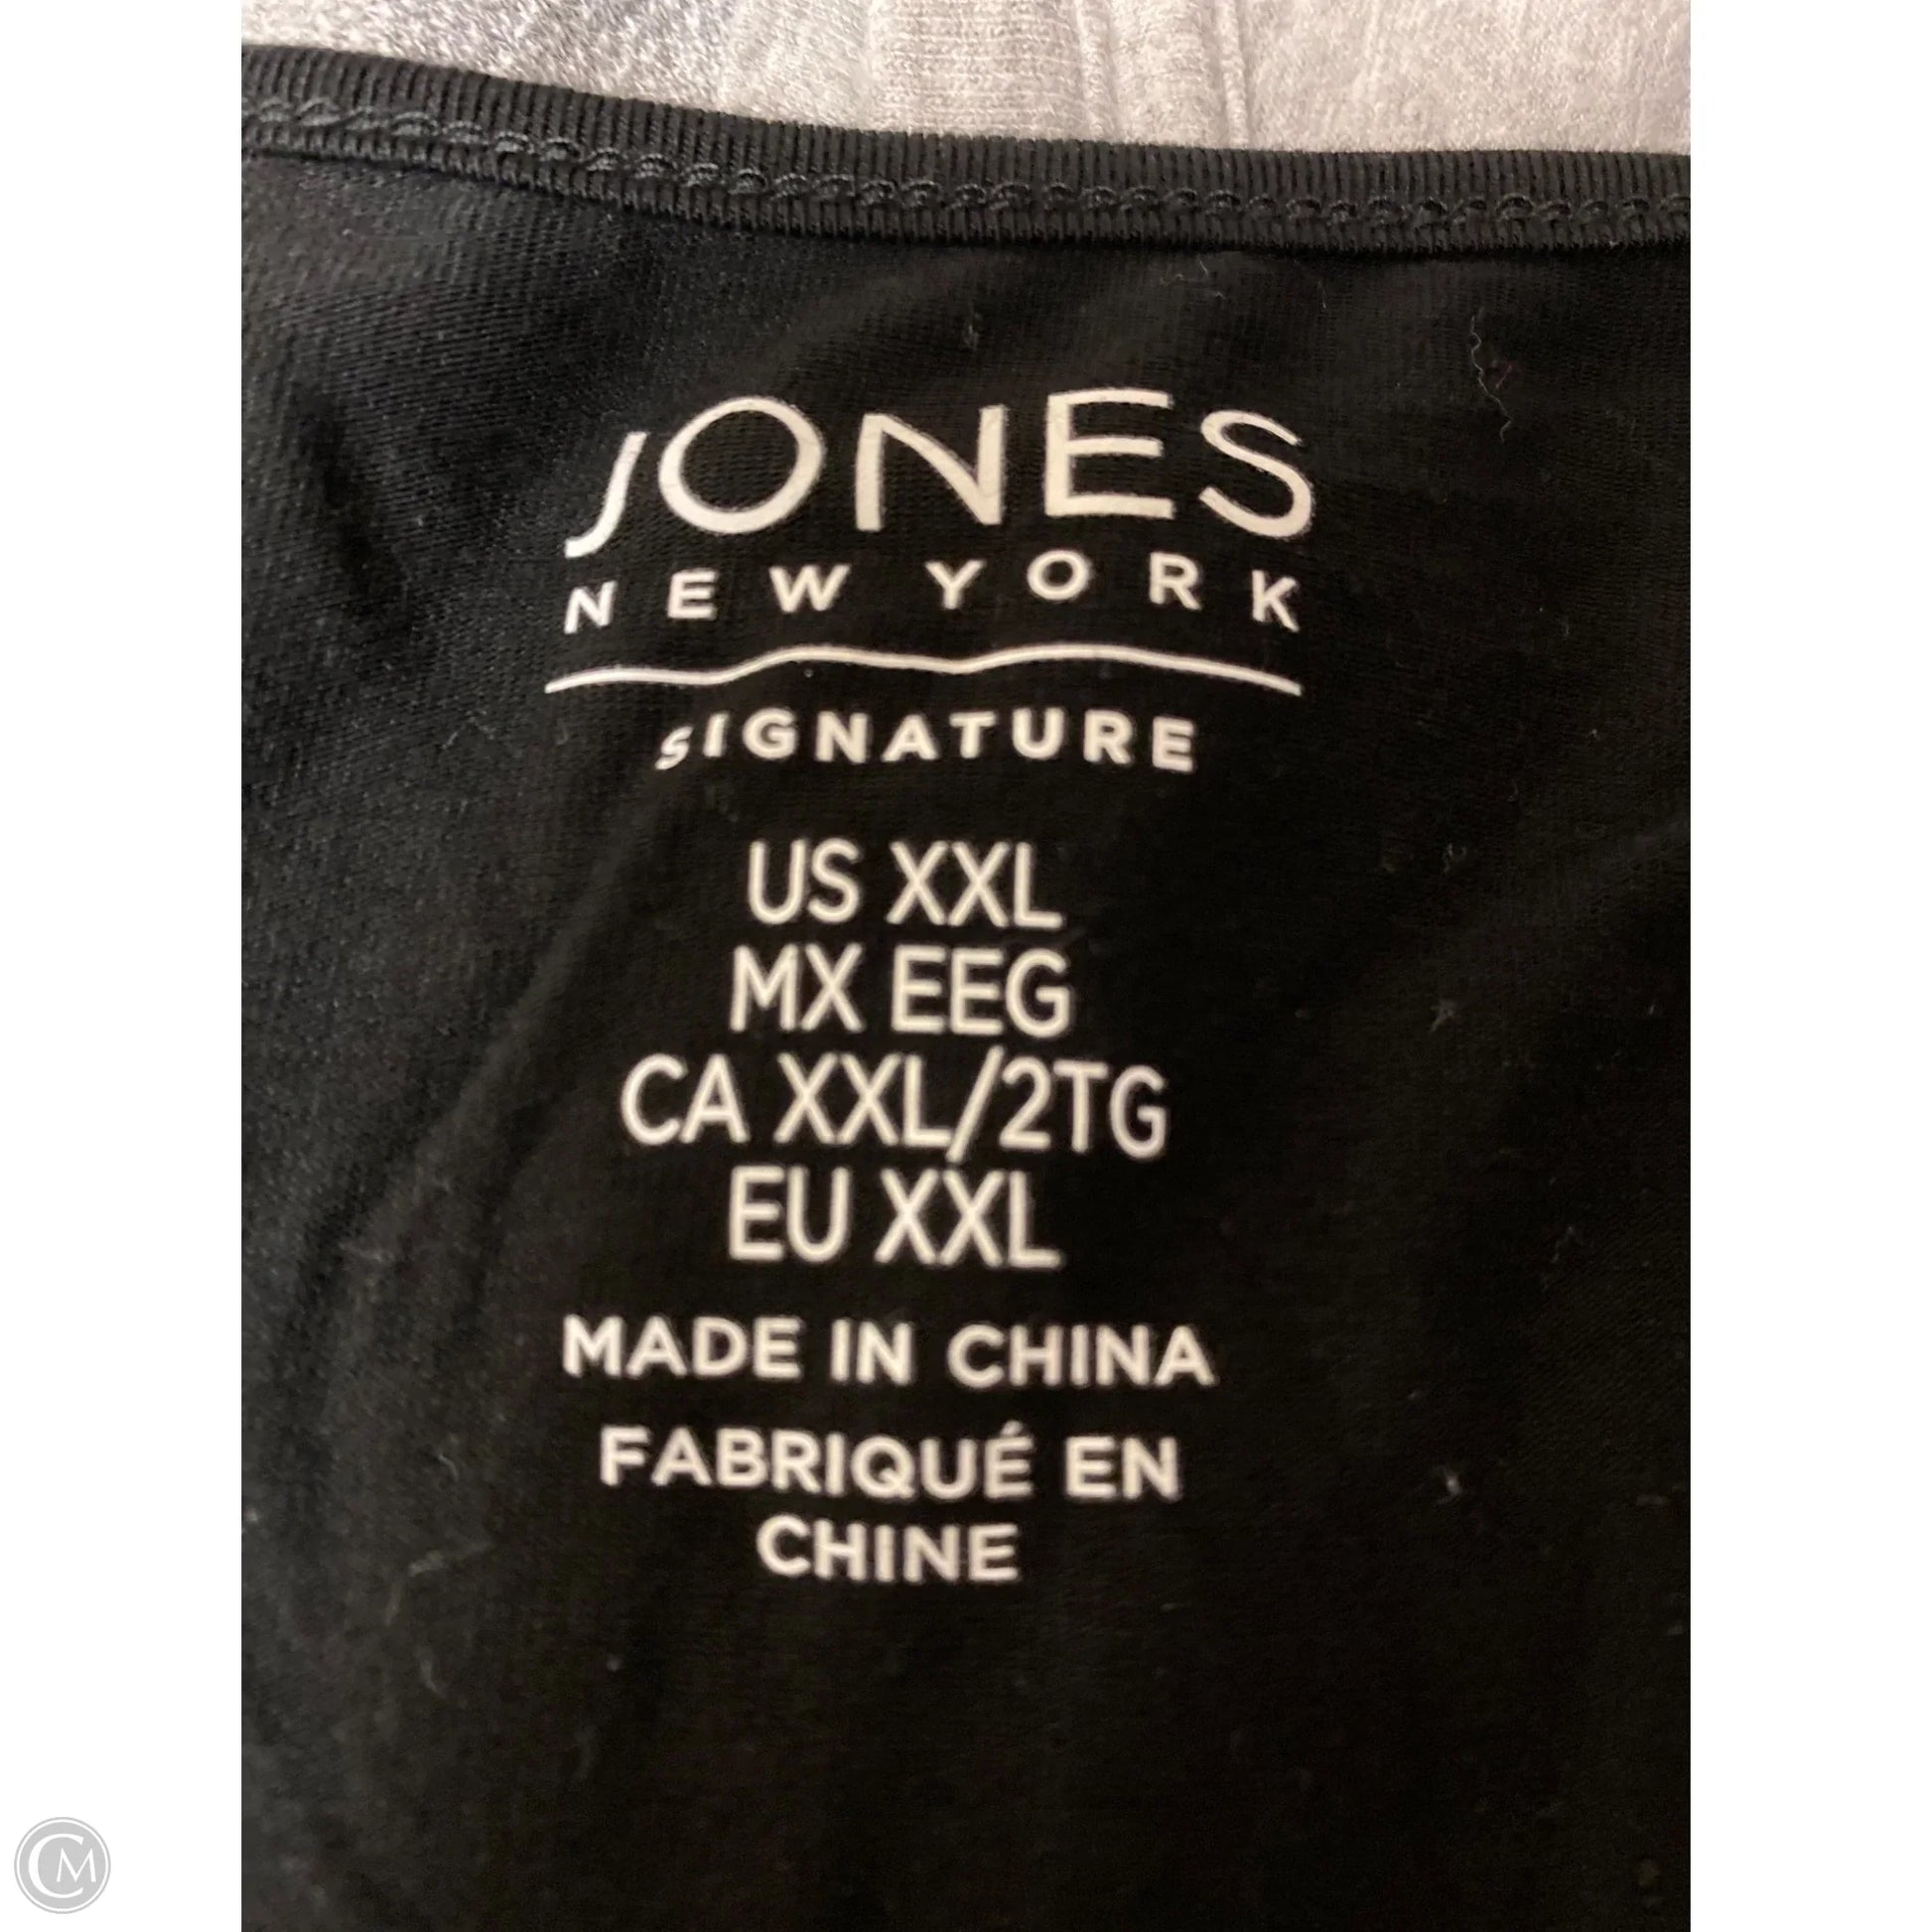 JONES
NEW YORK
SIGNATURE
US XXL
MX EEG
CA XXL/2TG
EU XXL
MADE IN CHINA
FABRIQUÉ EN
CHINE
CM